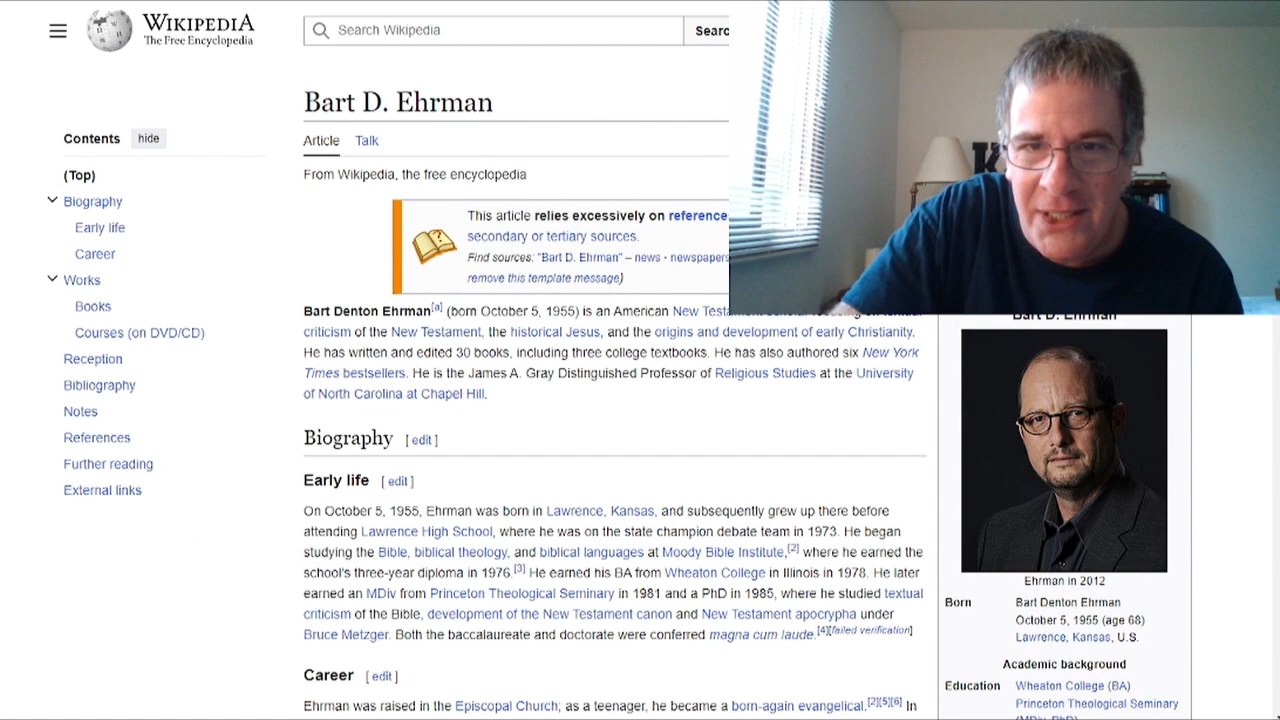 WIKIPEDIA
The Free Encyclopedia
Search Wikipedia
Searc
Bart D. Ehrman
Contents hide
(Top)
Biography
Early life
Career
Works
Books
Courses (on DVD/CD)
Reception
Bibliography
Notes
References
Further reading
External links
Article Talk
From Wikipedia, the free encyclopedia
This article relies excessively on reference
secondary or tertiary sources.
Find sources: "Bart D. Ehrman" – news · newspapers
remove this template message)
Bart Denton Ehrman[a] (born October 5, 1955) is an American New
criticism of the New Testament, the historical Jesus, and the origins and development of early Christianity.
He has written and edited 30 books, including three college textbooks. He has also authored six New York
Times bestsellers. He is the James A. Gray Distinguished Professor of Religious Studies at the University
of North Carolina at Chapel Hill.
Biography [ edit ]
Early life [ edit ]
On October 5, 1955, Ehrman was born in Lawrence, Kansas, and subsequently grew up there before
attending Lawrence High School, where he was on the state champion debate team in 1973. He began
studying the Bible, biblical theology, and biblical languages at Moody Bible Institute,[2] where he earned the
school's three-year diploma in 1976.[3] He earned his BA from Wheaton College in Illinois in 1978. He later
earned an MDiv from Princeton Theological Seminary in 1981 and a PhD in 1985, where he studied textual
criticism of the Bible, development of the New Testament canon and New Testament apocrypha under
Bruce Metzger. Both the baccalaureate and doctorate were conferred magna cum laude.[4][failed verification]
Career [ edit ]
Ehrman was raised in the Episcopal Church; as a teenager, he became a born-again evangelical.[2][5][6] In
K
Bart D. Ehrman
Ehrman in 2012
Born Bart Denton Ehrman
October 5, 1955 (age 68)
Lawrence, Kansas, U.S.
Academic background
Education Wheaton College (BA)
Princeton Theological Seminary